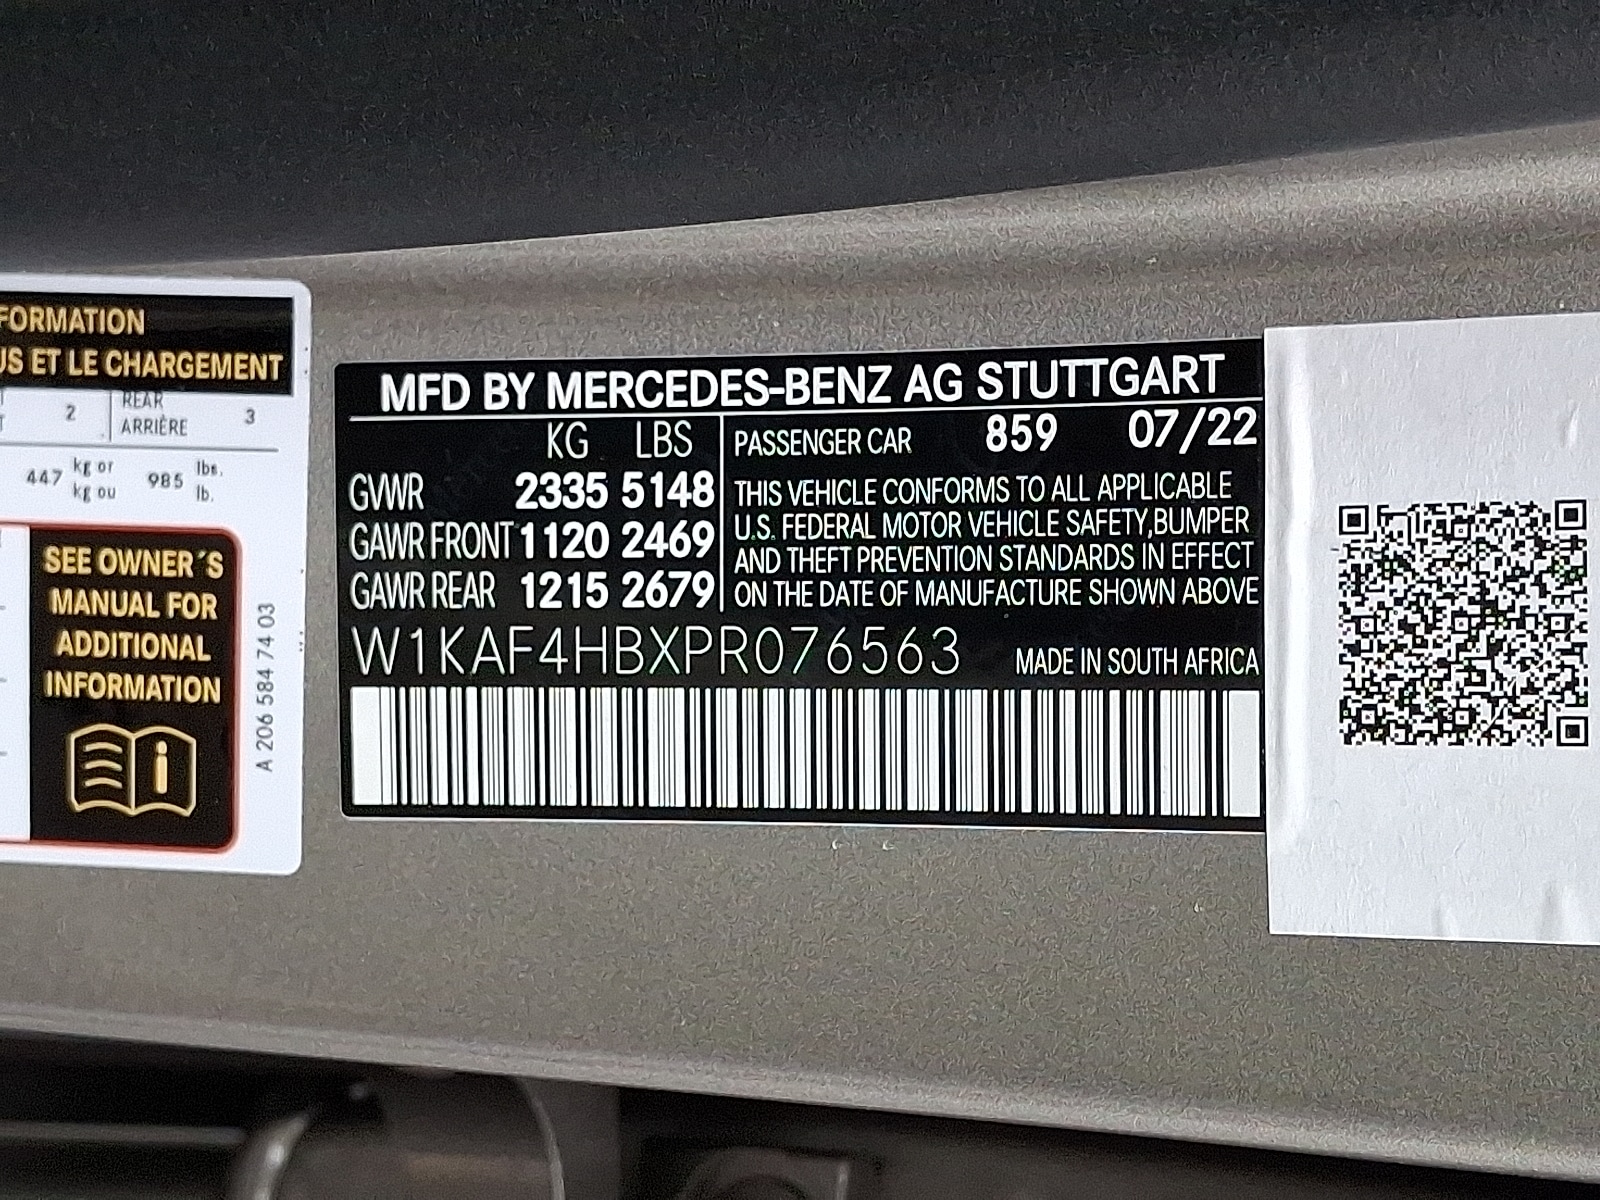 FORMATION
US ET LE CHARGEMENT
2 REAR 3
ARRIÈRE
447 kg or 985 lbs.
kg ou lb.
SEE OWNER´S
MANUAL FOR
ADDITIONAL
INFORMATION
i
A 206 584 74 03
MFD BY MERCEDES-BENZ AG STUTTGART
KG LBS
GVWR 2335 5148
GAWR FRONT 1120 2469
GAWR REAR 1215 2679
PASSENGER CAR 859 07/22
THIS VEHICLE CONFORMS TO ALL APPLICABLE
U.S. FEDERAL MOTOR VEHICLE SAFETY,BUMPER
AND THEFT PREVENTION STANDARDS IN EFFECT
ON THE DATE OF MANUFACTURE SHOWN ABOVE
W1KAF4HBXPR076563 MADE IN SOUTH AFRICA